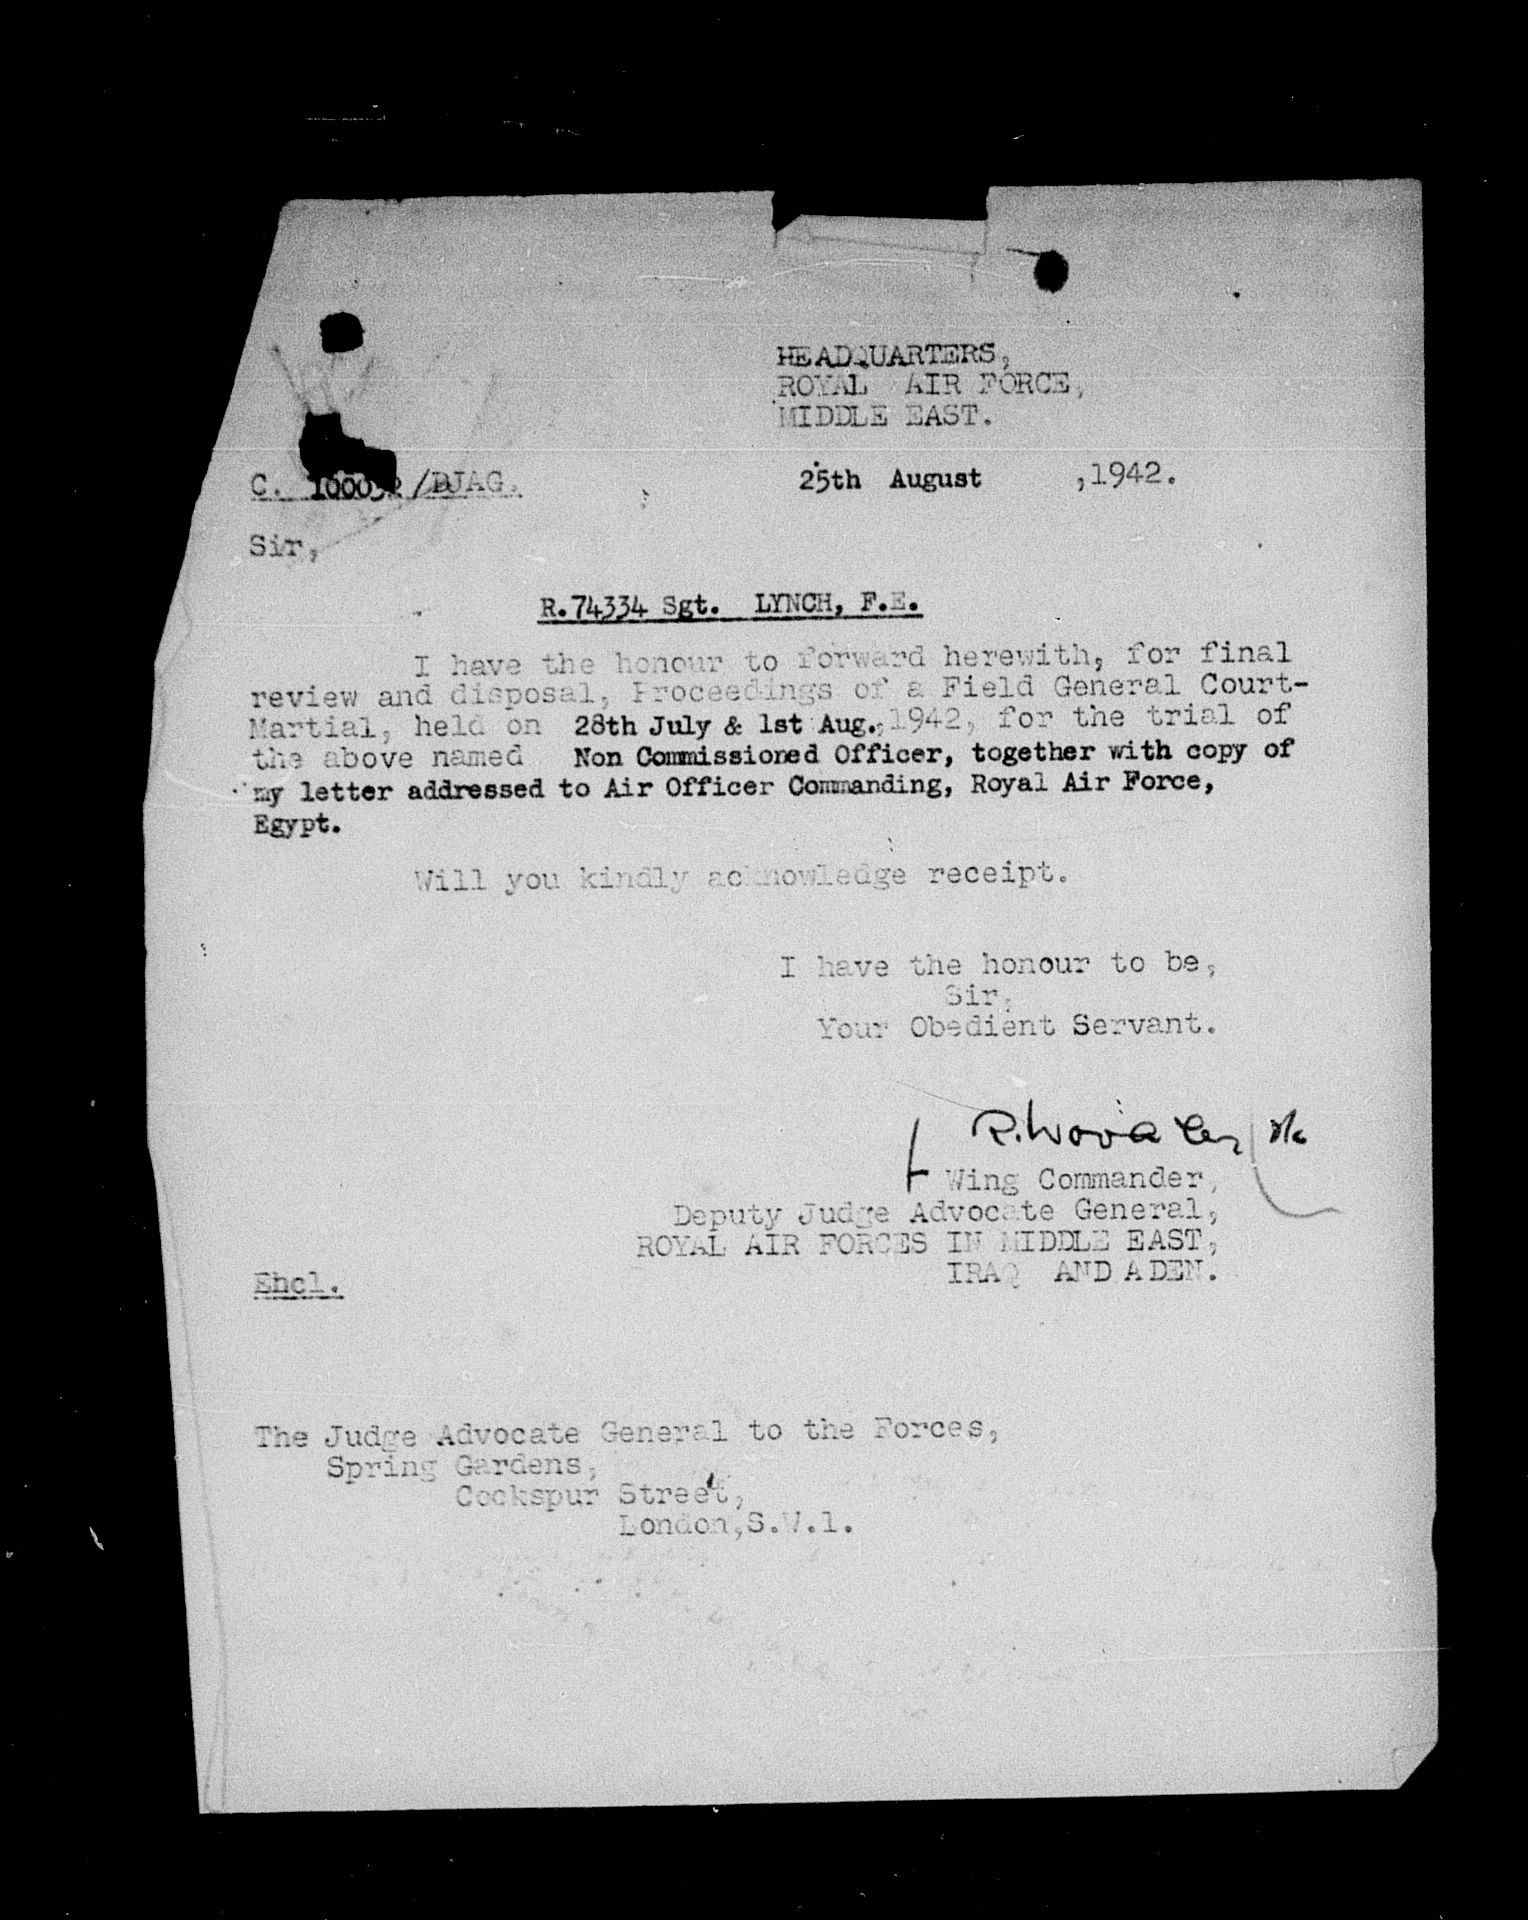 HEADQUARTERS,
ROYAL AIR FORCE,
MIDDLE EAST.
C. /DJAG. 25th August ,1942.
Sir,
R.74334 Sgt. LYNCH, F.E.
I have the honour to forward herewith, for final
review and disposal, Proceedings of a Field General Court-
Martial, held on 28th July & 1st Aug., 1942, for the trial of
the above named Non Commissioned Officer, together with copy of
my letter addressed to Air Officer Commanding, Royal Air Force,
Egypt.
Will you kindly acknowledge receipt.
I have the honour to be,
Sir,
Your Obedient Servant.
Wing Commander,
Deputy Judge Advocate General,
ROYAL AIR FORCES IN MIDDLE EAST,
IRAQ AND ADEN.
Encl.
The Judge Advocate General to the Forces,
Spring Gardens,
Cockspur Street,
London,S.W.1.